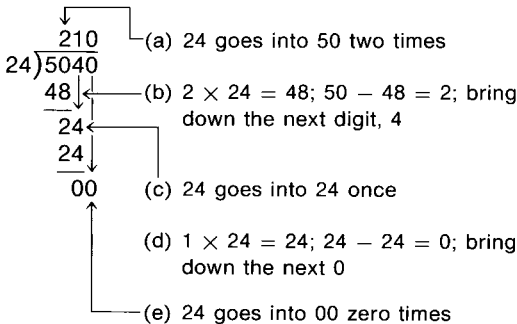 210
24)5040
48
24
24
00
(a) 24 goes into 50 two times
(b) 2 × 24 = 48; 50 − 48 = 2; bring
down the next digit, 4
(c) 24 goes into 24 once
(d) 1 × 24 = 24; 24 − 24 = 0; bring
down the next 0
(e) 24 goes into 00 zero times